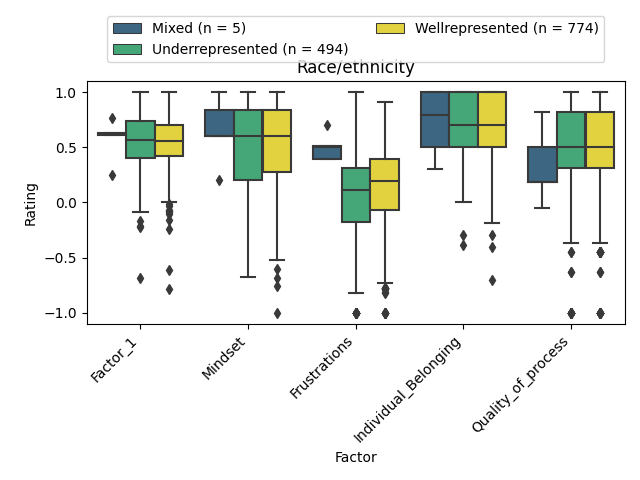 Mixed (n = 5)
Underrepresented (n = 494)
Wellrepresented (n = 774)
Race/ethnicity
Rating
1.0
0.5
0.0
−0.5
−1.0
Factor_1
Mindset
Frustrations
Individual_Belonging
Quality_of_process
Factor